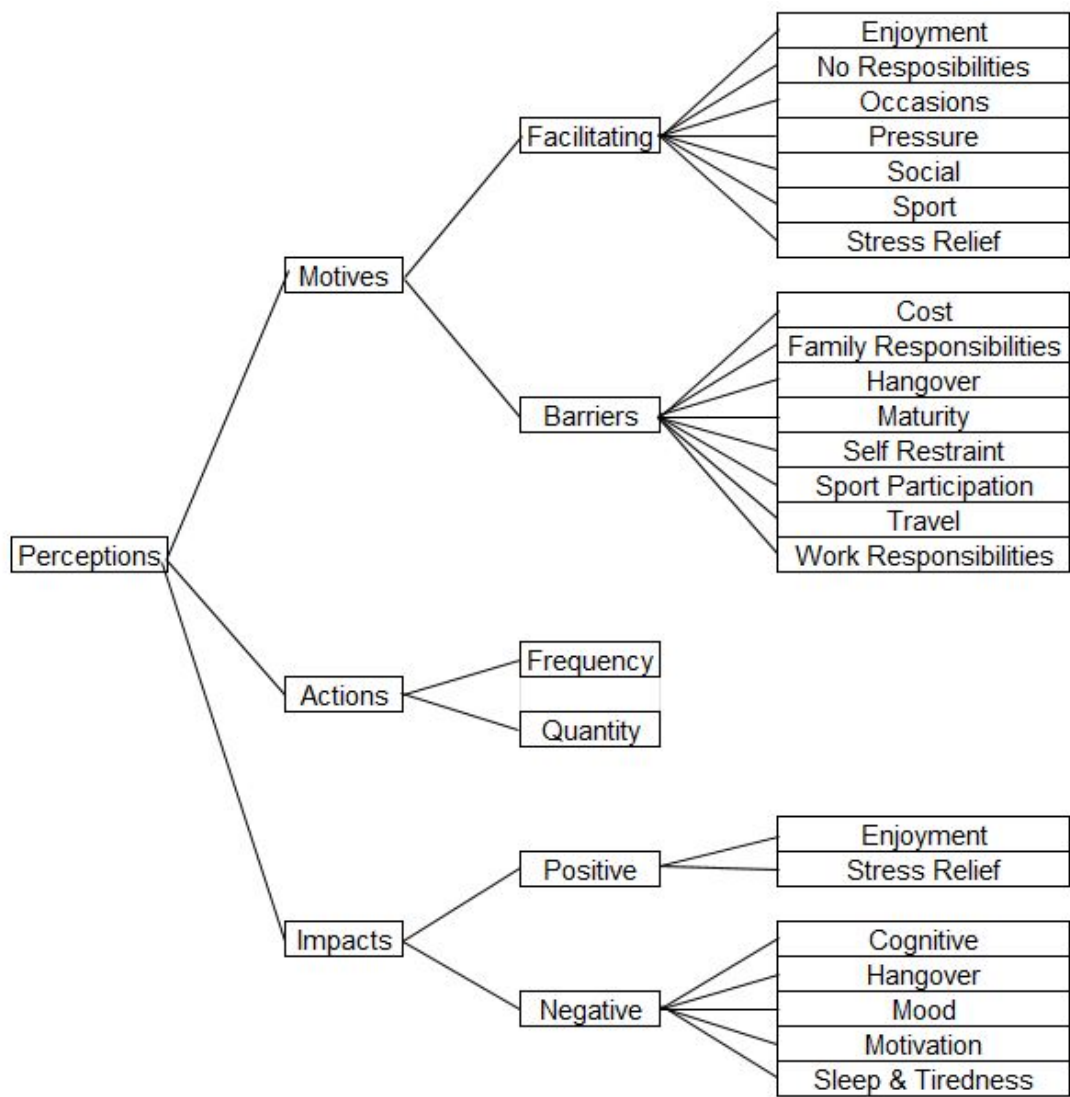 Enjoyment
No Resposibilities
Occasions
Facilitating
Pressure
Social
Sport
Stress Relief
Motives
Cost
Family Responsibilities
Hangover
Barriers
Maturity
Self Restraint
Sport Participation
Travel
Perceptions
Work Responsibilities
Frequency
Actions
Quantity
Enjoyment
Positive
Stress Relief
Impacts
Cognitive
Hangover
Negative
Mood
Motivation
Sleep & Tiredness